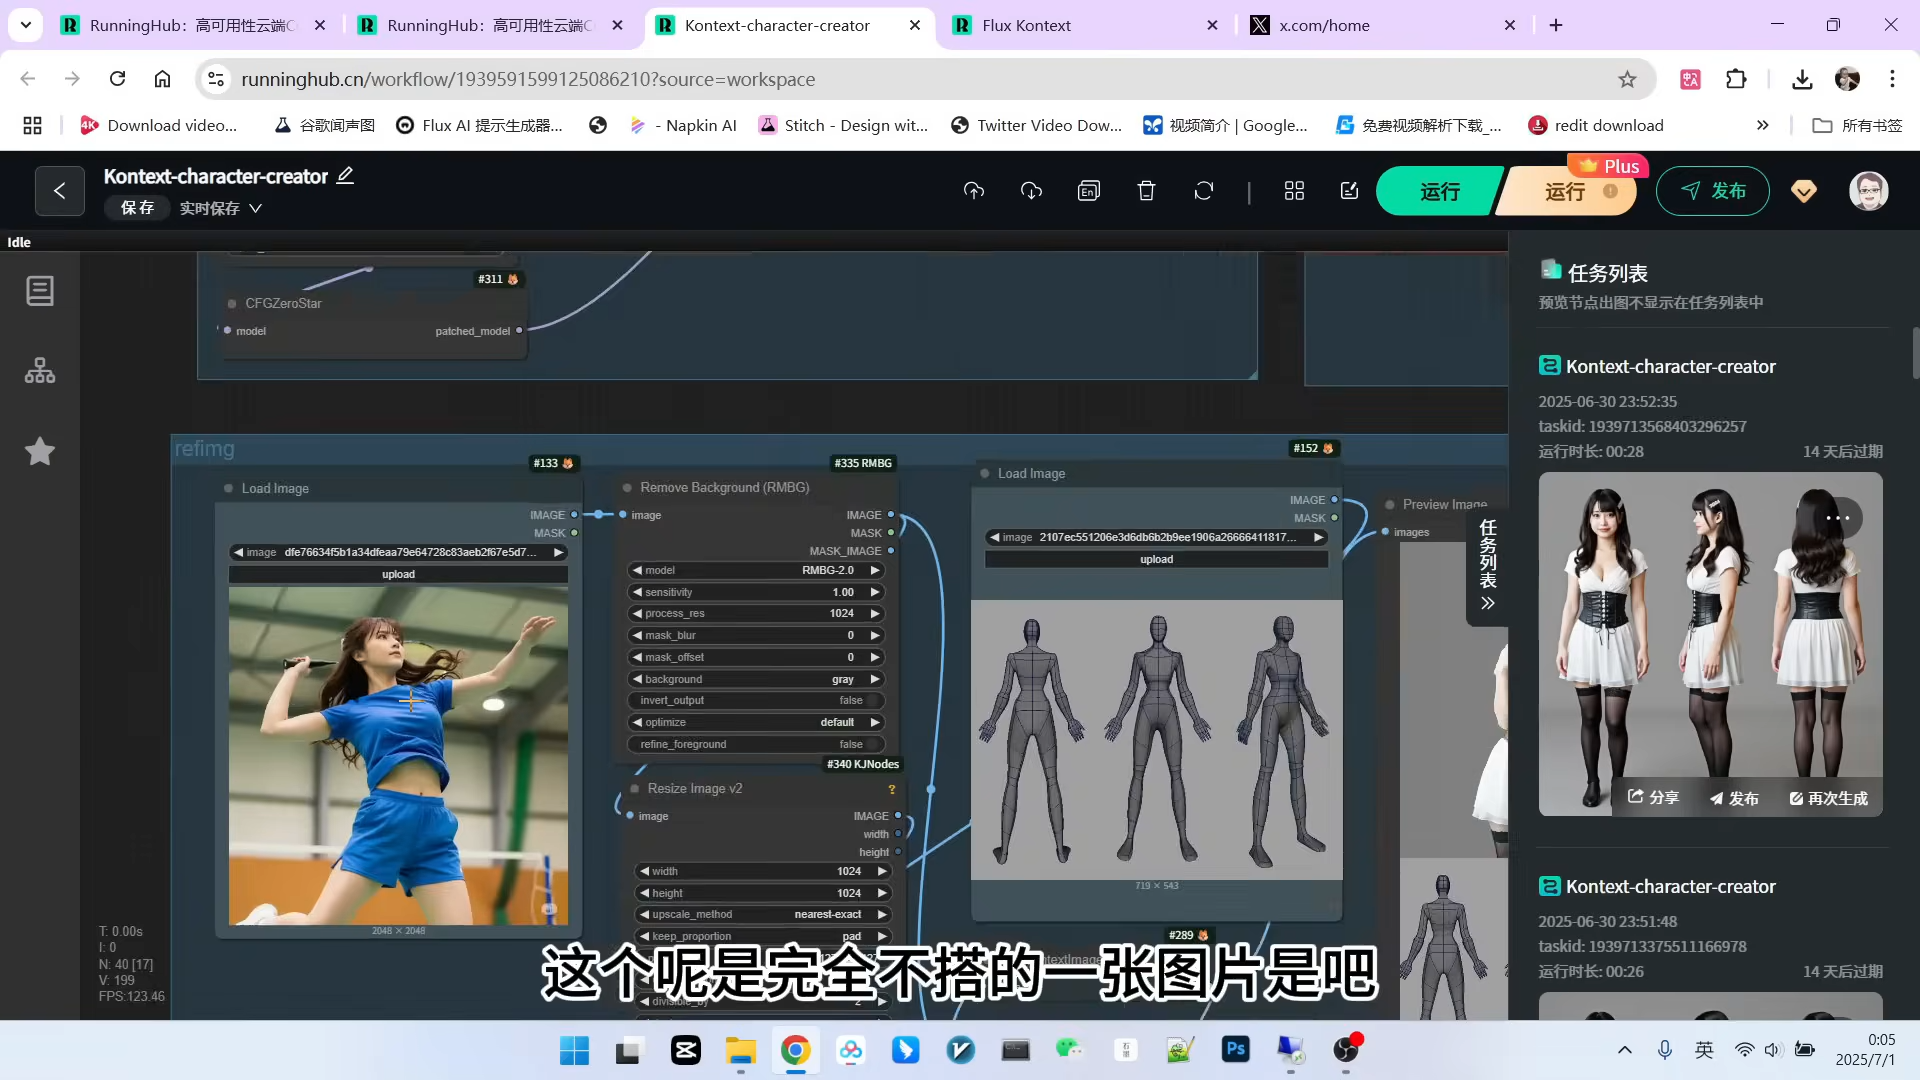 RunningHub：高可用性云端C
RunningHub：高可用性云端C
Kontext-character-creator
Flux Kontext
x.com/home
runninghub.cn/workflow/1939591599125086210?source=workspace
Download video...
谷歌闻声图
Flux AI 提示生成器...
- Napkin AI
Stitch - Design wit...
Twitter Video Dow...
视频简介 | Google...
免费视频解析下载_...
redit download
所有书签
Kontext-character-creator
保存
实时保存
En
运行
运行
Plus
发布
Idle
#311
CFGZeroStar
model
patched_model
refimg
#133
Load Image
IMAGE
MASK
image dfe76634f5b1a34dfeaa79e64728c83aeb2f67e5d7...
upload
2048 × 2048
#335 RMBG
Remove Background (RMBG)
image
IMAGE
MASK
MASK_IMAGE
model RMBG-2.0
sensitivity 1.00
process_res 1024
mask_blur 0
mask_offset 0
background gray
invert_output false
optimize default
refine_foreground false
#340 KJNodes
Resize Image v2
?
image
IMAGE
width
height
width 1024
height 1024
upscale_method nearest-exact
keep_proportion pad
divisible_by 2
#152
Load Image
IMAGE
MASK
image 2107ec551206e3d6db6b2b9ee1906a26666411817...
upload
719 × 543
#289
Preview Image
images
任务列表
T: 0.00s
I: 0
N: 40 [17]
V: 199
FPS:123.46
这个呢是完全不搭的一张图片是吧
任务列表
预览节点出图不显示在任务列表中
Kontext-character-creator
2025-06-30 23:52:35
taskid: 1939713568403296257
运行时长: 00:28
14 天后过期
分享
发布
再次生成
Kontext-character-creator
2025-06-30 23:51:48
taskid: 1939713375511166978
运行时长: 00:26
14 天后过期
Ps
英
0:05
2025/7/1